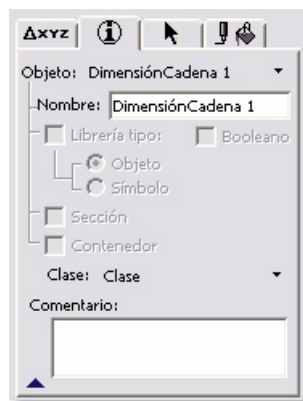 ΔXYZ
Objeto: DimensiónCadena 1
Nombre: DimensiónCadena 1
Librería tipo: Booleano
Objeto
Símbolo
Sección
Contenedor
Clase: Clase
Comentario: